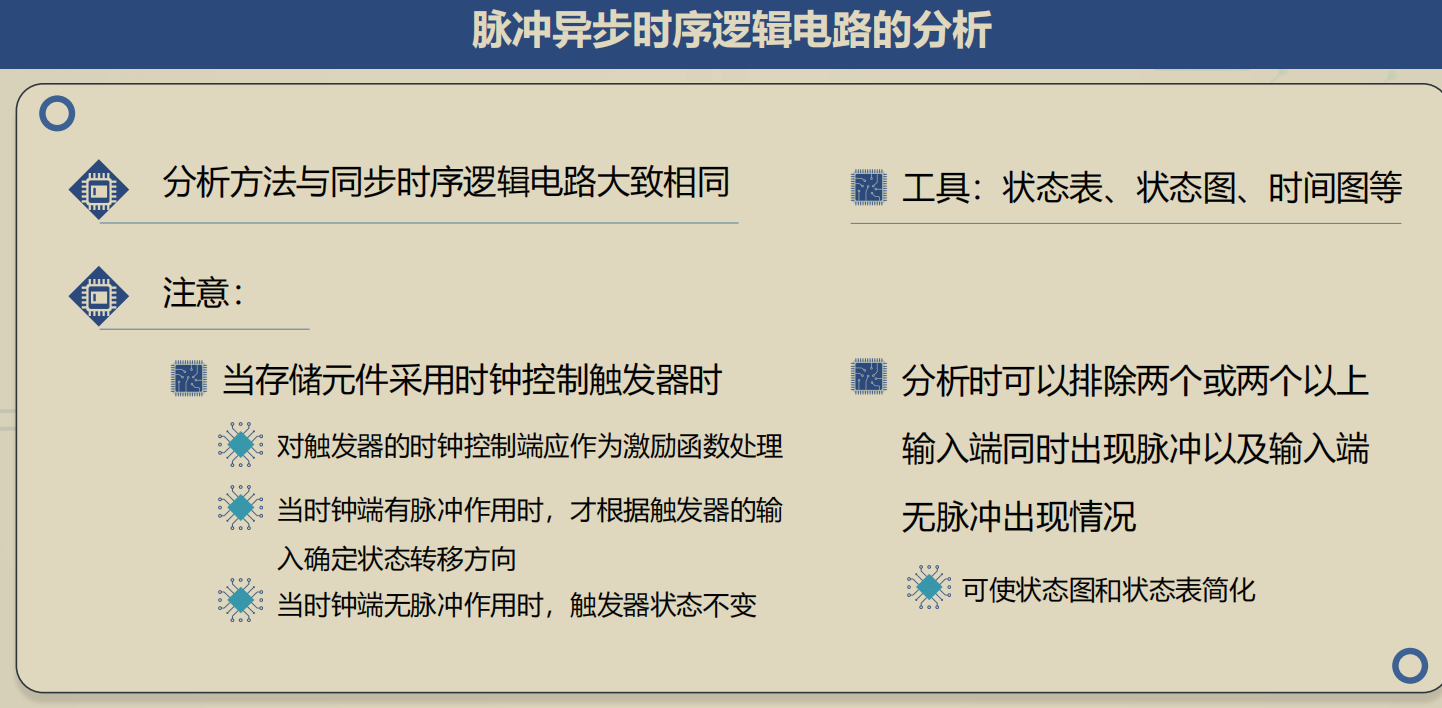 脉冲异步时序逻辑电路的分析
分析方法与同步时序逻辑电路大致相同
工具：状态表、状态图、时间图等
注意：
当存储元件采用时钟控制触发器时
对触发器的时钟控制端应作为激励函数处理
当时钟端有脉冲作用时，才根据触发器的输
入确定状态转移方向
当时钟端无脉冲作用时，触发器状态不变
分析时可以排除两个或两个以上
输入端同时出现脉冲以及输入端
无脉冲出现情况
可使状态图和状态表简化